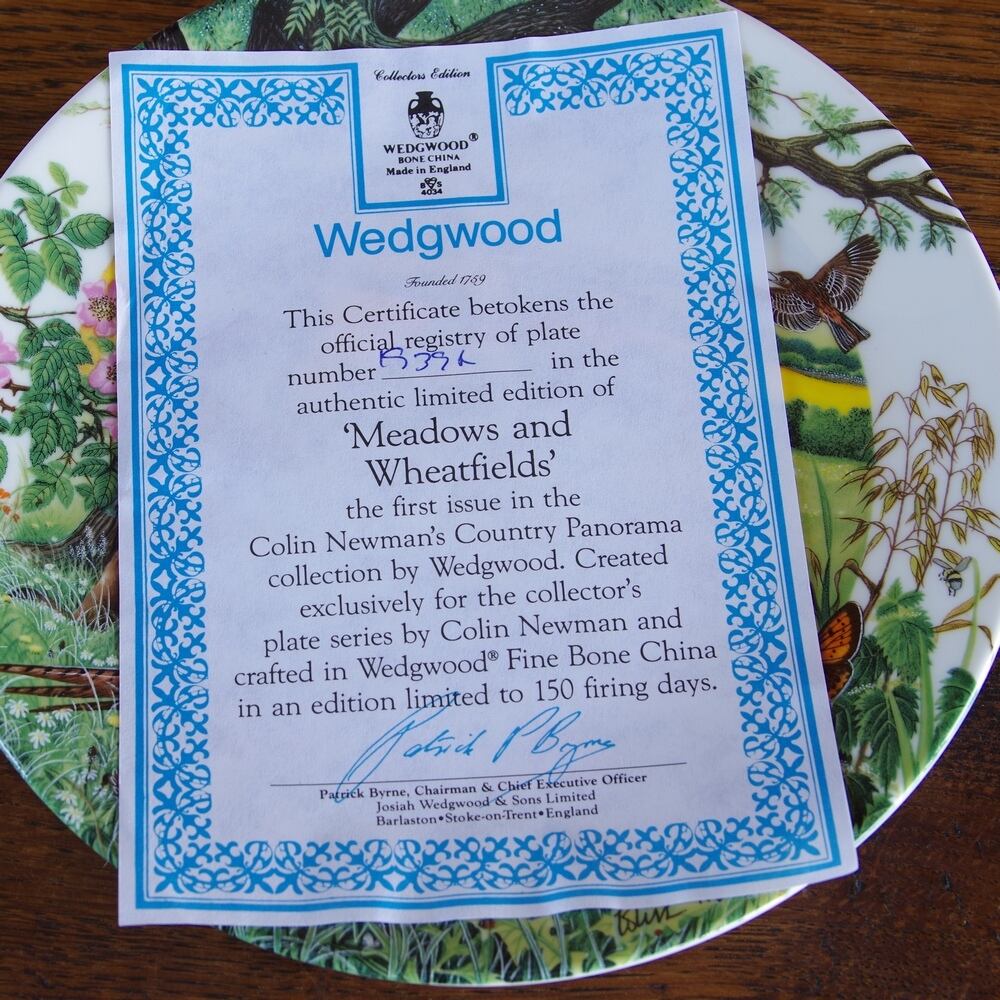 Collectors Edition
WEDGWOOD®
BONE CHINA
Made in England
B S
4034
Wedgwood
Founded 1759
This Certificate betokens the
official registry of plate
number in the
authentic limited edition of
‘Meadows and
Wheatfields’
the first issue in the
Colin Newman’s Country Panorama
collection by Wedgwood. Created
exclusively for the collector’s
plate series by Colin Newman and
crafted in Wedgwood® Fine Bone China
in an edition limited to 150 firing days.
Patrick P Byrne
Patrick Byrne, Chairman & Chief Executive Officer
Josiah Wedgwood & Sons Limited
Barlaston•Stoke-on-Trent•England
Colin